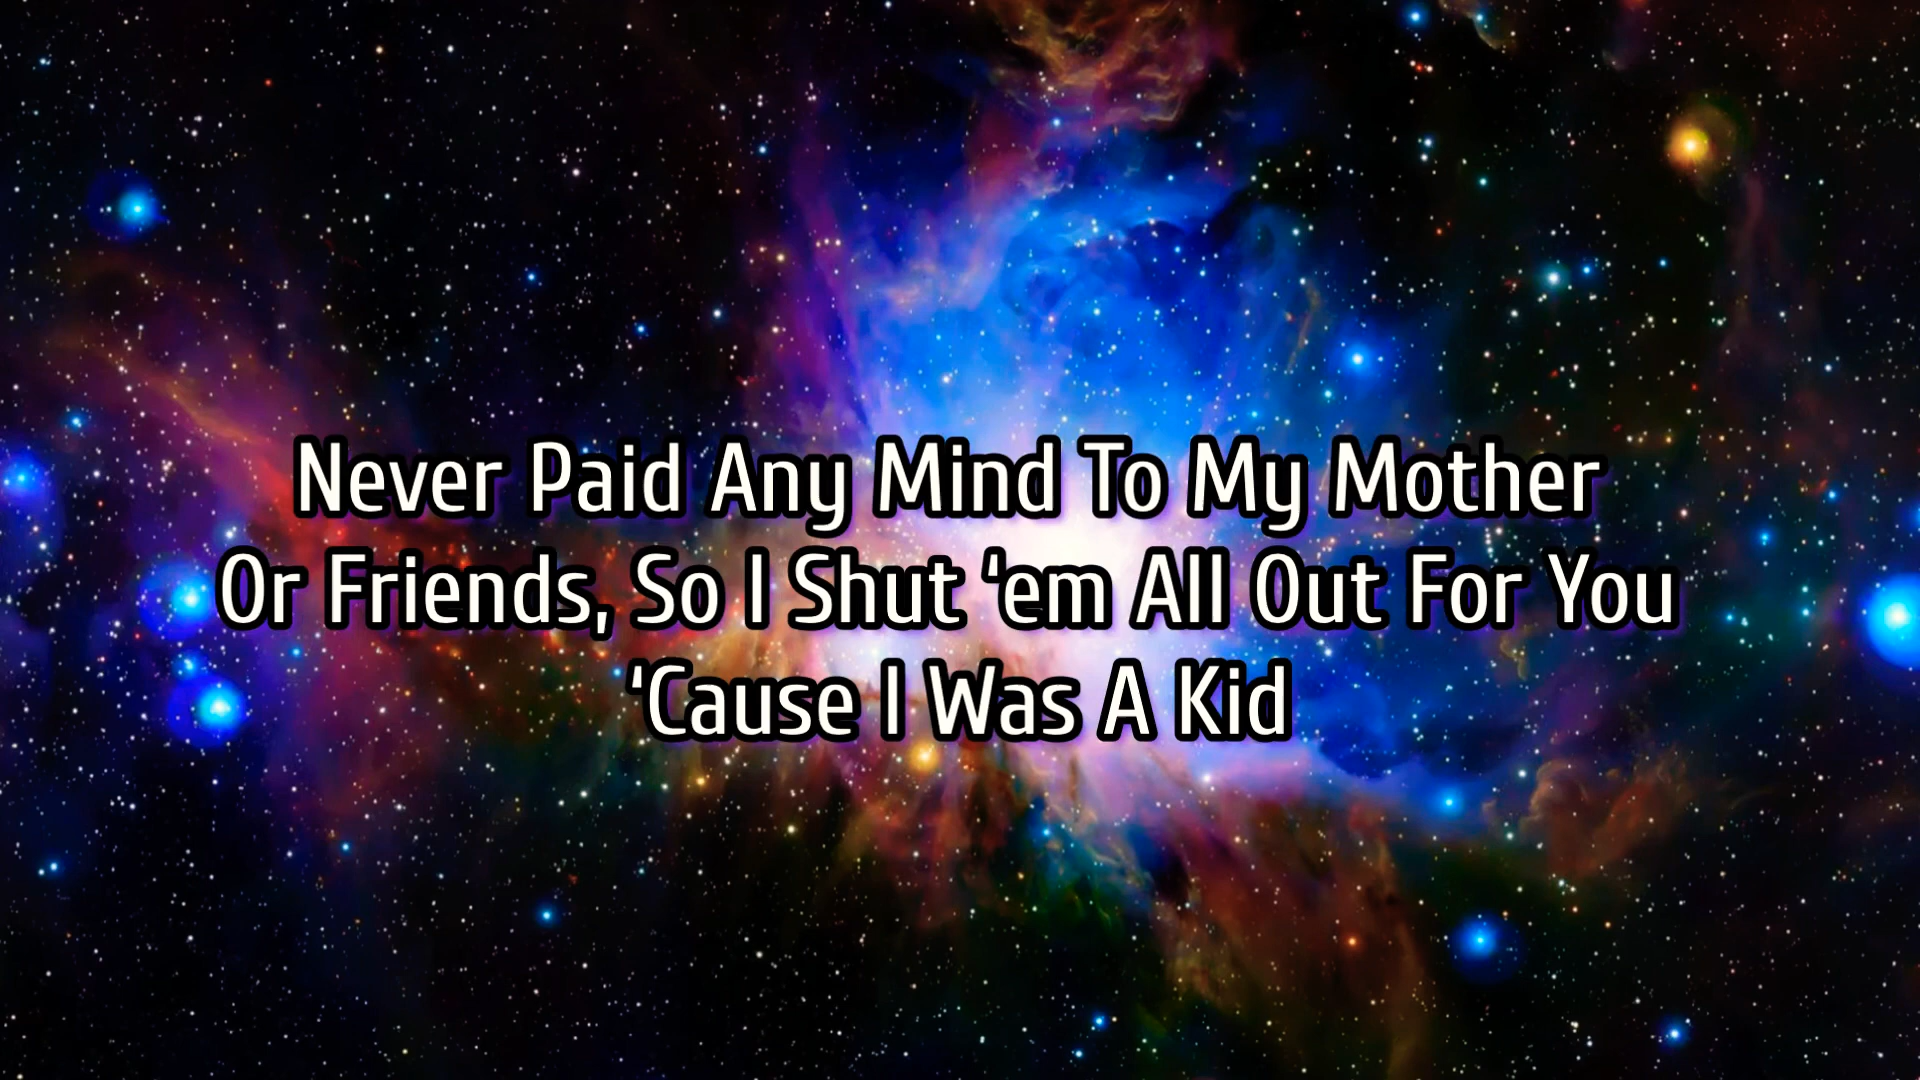 Never Paid Any Mind To My Mother
Or Friends, So I Shut ‘em All Out For You
‘Cause I Was A Kid